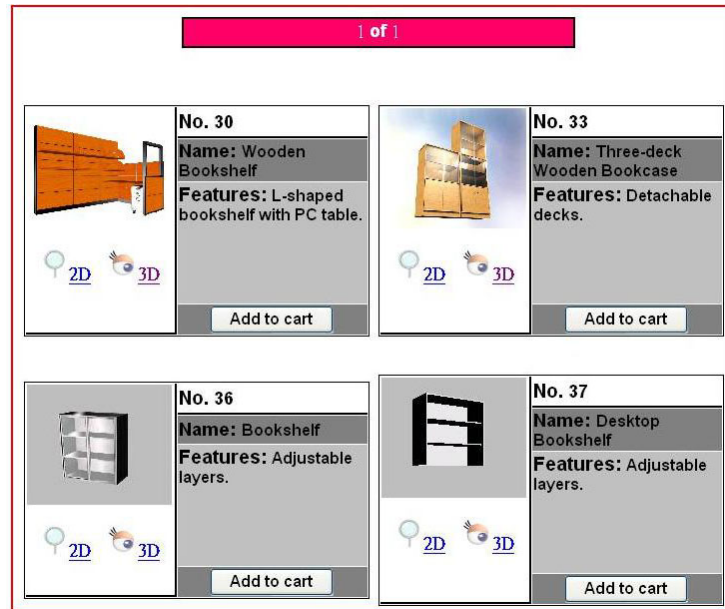 1 of 1
No. 30
Name: Wooden
Bookshelf
Features: L-shaped
bookshelf with PC table.
2D 3D
Add to cart
No. 33
Name: Three-deck
Wooden Bookcase
Features: Detachable
decks.
2D 3D
Add to cart
No. 36
Name: Bookshelf
Features: Adjustable
layers.
2D 3D
Add to cart
No. 37
Name: Desktop
Bookshelf
Features: Adjustable
layers.
2D 3D
Add to cart